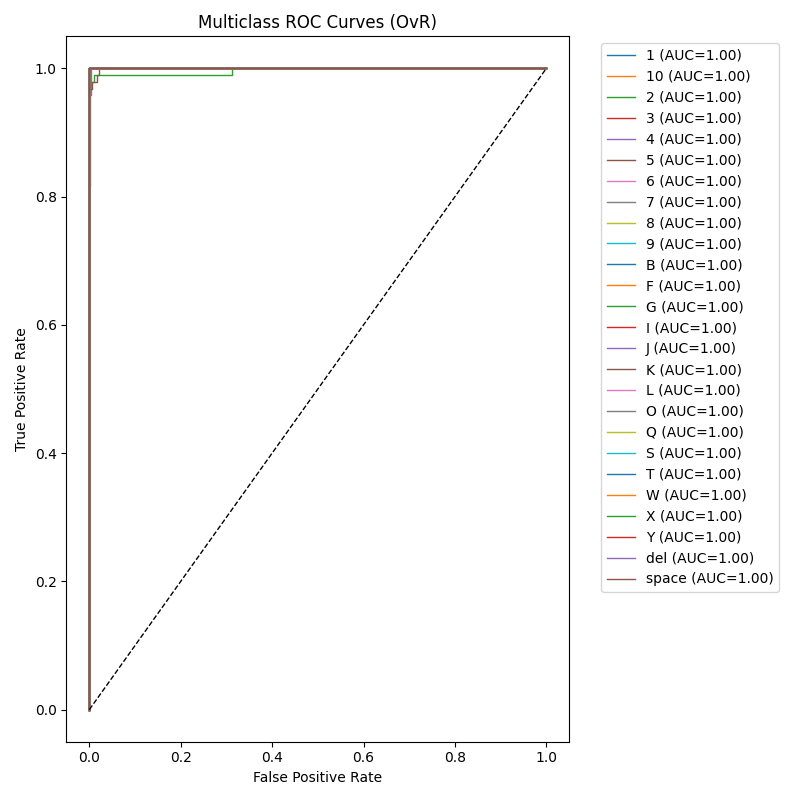 Multiclass ROC Curves (OvR)
1.0
0.8
0.6
0.4
0.2
0.0
True Positive Rate
0.0 0.2 0.4 0.6 0.8 1.0
False Positive Rate
1 (AUC=1.00)
10 (AUC=1.00)
2 (AUC=1.00)
3 (AUC=1.00)
4 (AUC=1.00)
5 (AUC=1.00)
6 (AUC=1.00)
7 (AUC=1.00)
8 (AUC=1.00)
9 (AUC=1.00)
B (AUC=1.00)
F (AUC=1.00)
G (AUC=1.00)
I (AUC=1.00)
J (AUC=1.00)
K (AUC=1.00)
L (AUC=1.00)
O (AUC=1.00)
Q (AUC=1.00)
S (AUC=1.00)
T (AUC=1.00)
W (AUC=1.00)
X (AUC=1.00)
Y (AUC=1.00)
del (AUC=1.00)
space (AUC=1.00)